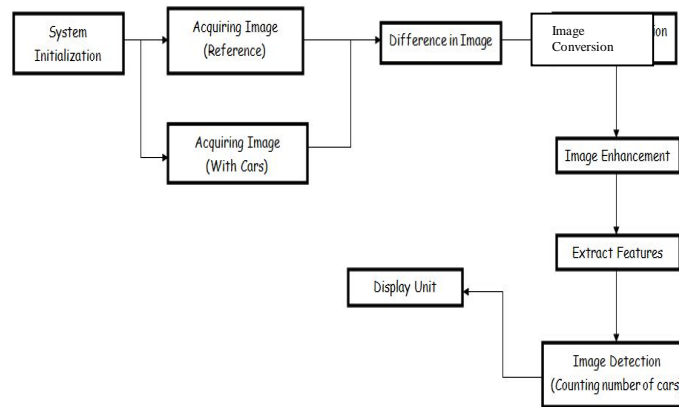 System
Initialization
Acquiring Image
(Reference)
Acquiring Image
(With Cars)
Difference in Image
Image
Conversion
Image Enhancement
Extract Features
Image Detection
(Counting number of cars
Display Unit